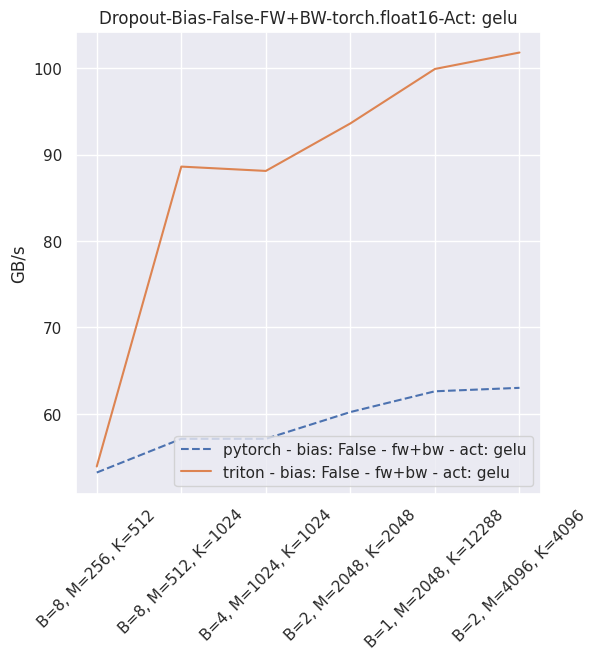 Dropout-Bias-False-FW+BW-torch.float16-Act: gelu
100
90
80
70
60
GB/s
pytorch - bias: False - fw+bw - act: gelu
triton - bias: False - fw+bw - act: gelu
B=8, M=256, K=512
B=8, M=512, K=1024
B=4, M=1024, K=1024
B=2, M=2048, K=2048
B=1, M=2048, K=12288
B=2, M=4096, K=4096